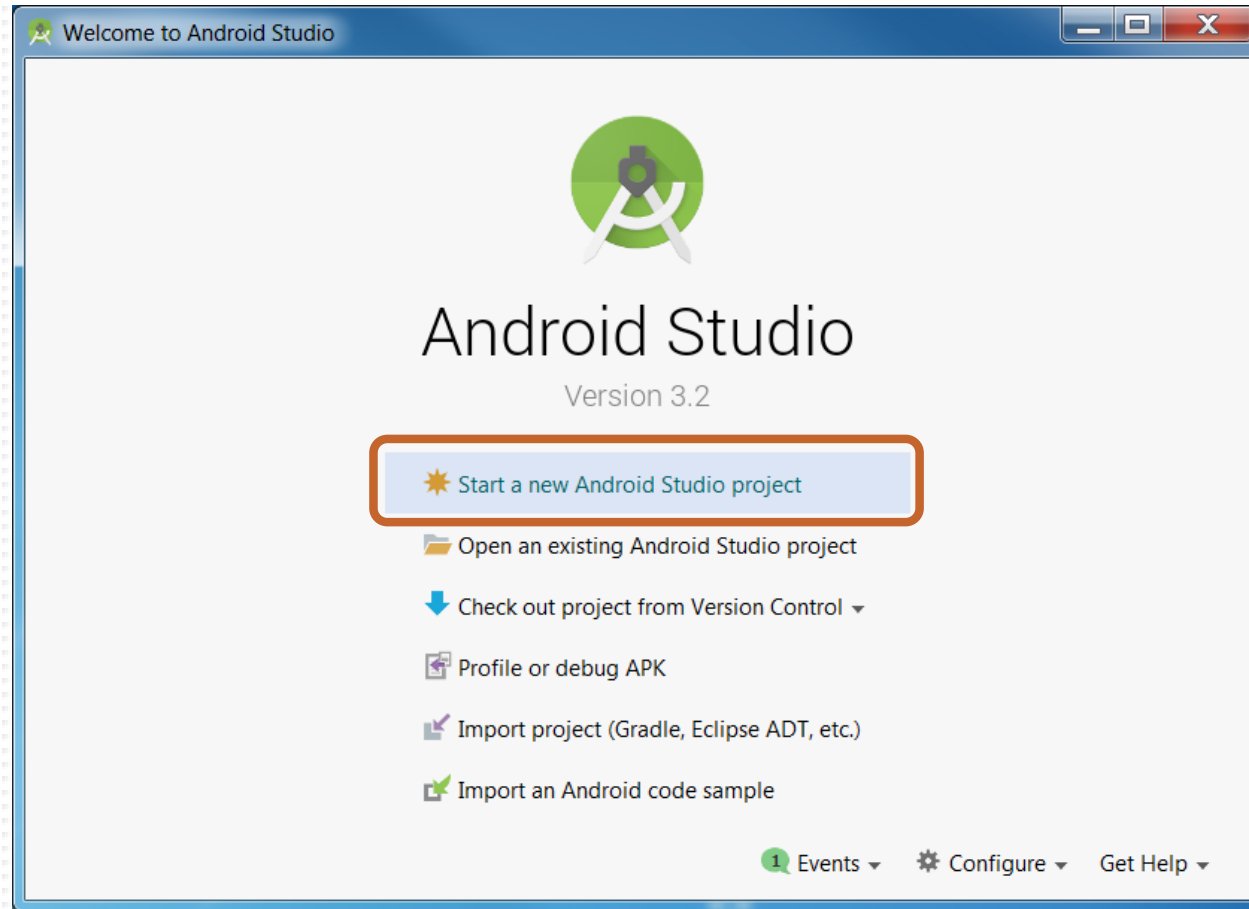 Welcome to Android Studio
Android Studio
Version 3.2
Start a new Android Studio project
Open an existing Android Studio project
Check out project from Version Control
Profile or debug APK
Import project (Gradle, Eclipse ADT, etc.)
Import an Android code sample
1 Events Configure Get Help